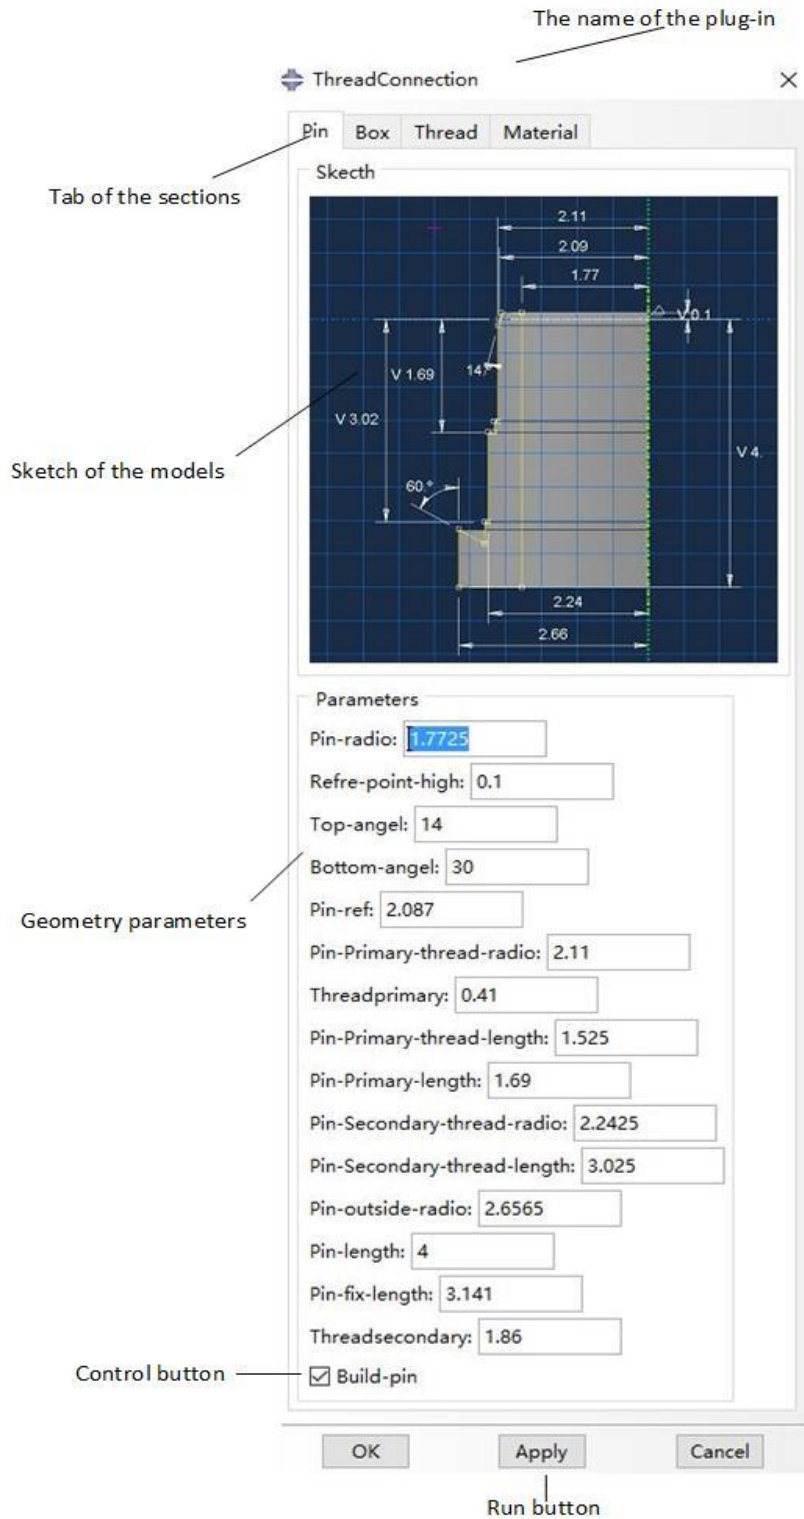 The name of the plug-in
ThreadConnection
Pin Box Thread Material
Tab of the sections
Skecth
2.11
2.09
1.77
V 0.1
14.°
V 1.69
V 3.02
Sketch of the models
V 4.
60.°
2.24
2.66
Parameters
Pin-radio: 1.7725
Refre-point-high: 0.1
Top-angel: 14
Bottom-angel: 30
Geometry parameters
Pin-ref: 2.087
Pin-Primary-thread-radio: 2.11
Threadprimary: 0.41
Pin-Primary-thread-length: 1.525
Pin-Primary-length: 1.69
Pin-Secondary-thread-radio: 2.2425
Pin-Secondary-thread-length: 3.025
Pin-outside-radio: 2.6565
Pin-length: 4
Pin-fix-length: 3.141
Threadsecondary: 1.86
Control button
Build-pin
OK Apply Cancel
Run button